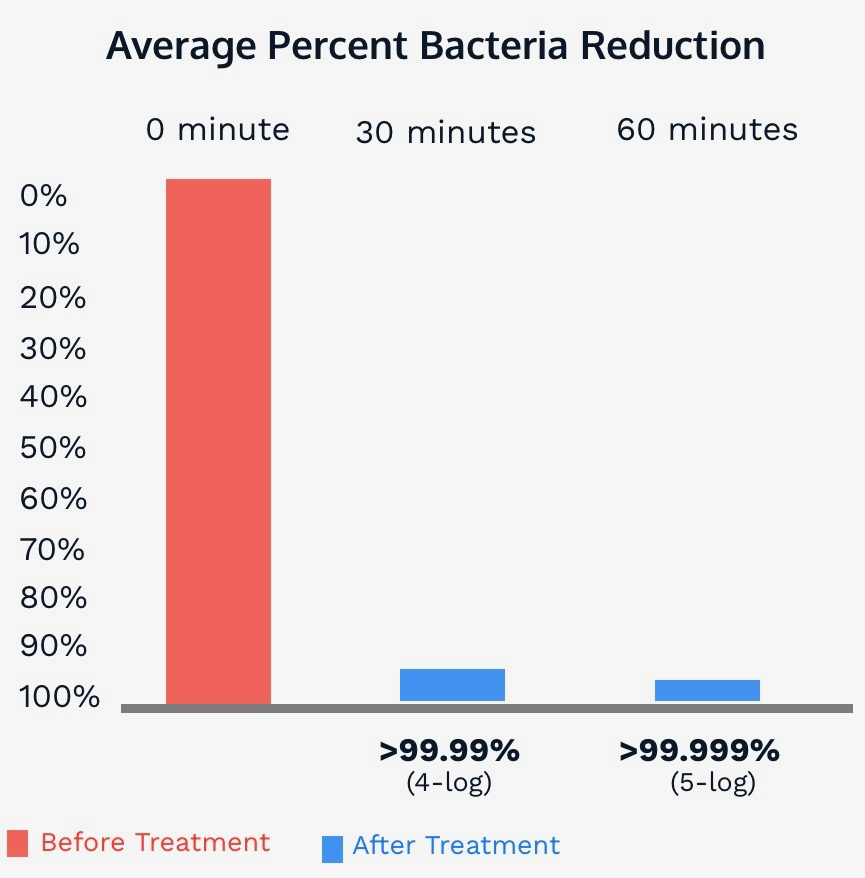 Average Percent Bacteria Reduction
0 minute
30 minutes
60 minutes
0%
10%
20%
30%
40%
50%
60%
70%
80%
90%
100%
>99.99%
(4-log)
>99.999%
(5-log)
Before Treatment
After Treatment